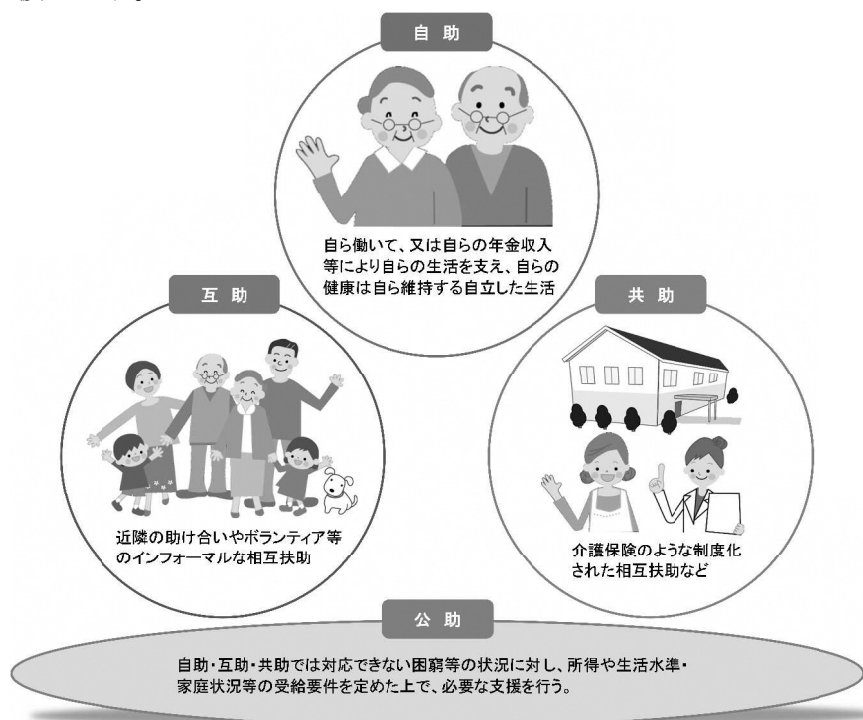 自 助
自ら働いて、又は自らの年金収入
等により自らの生活を支え、自らの
健康は自ら維持する自立した生活
互 助
近隣の助け合いやボランティア等
のインフォーマルな相互扶助
共 助
介護保険のような制度化
された相互扶助など
公 助
自助・互助・共助では対応できない困窮等の状況に対し、所得や生活水準・
家庭状況等の受給要件を定めた上で、必要な支援を行う。